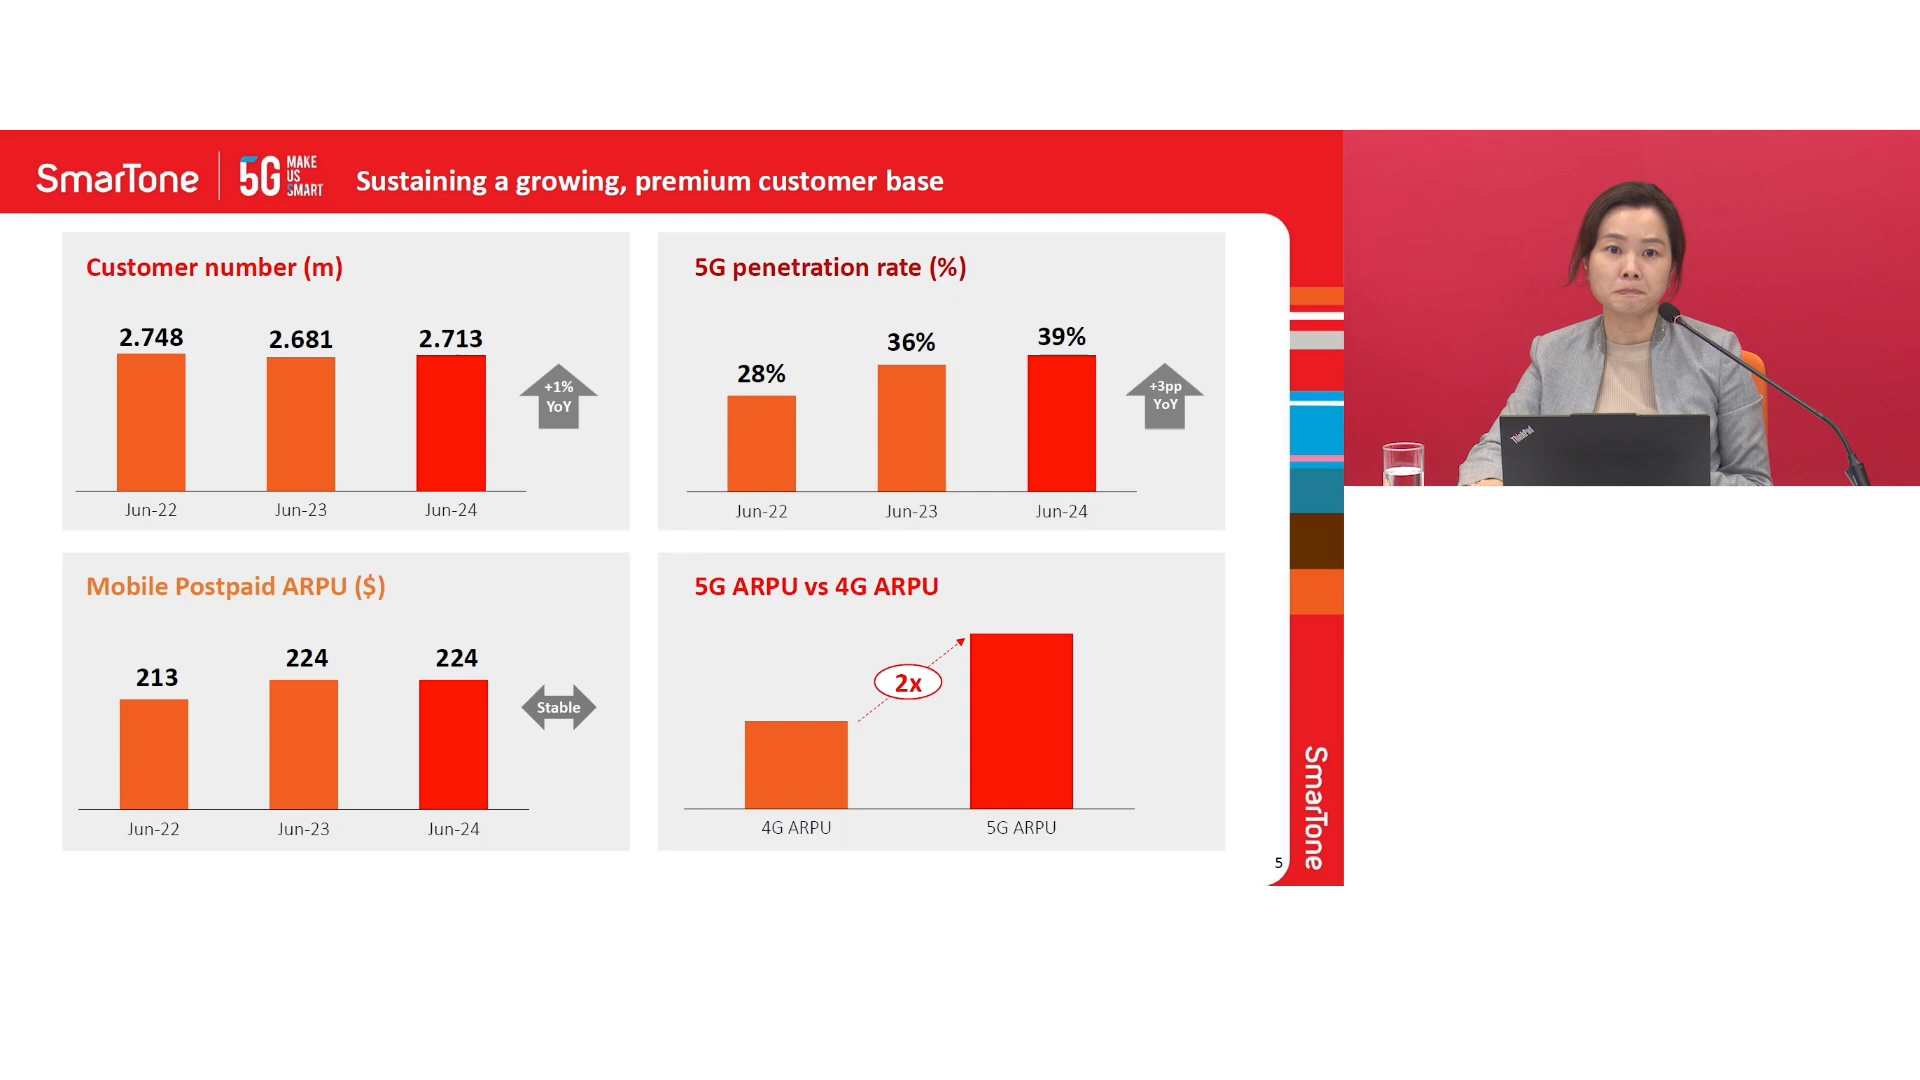 SmarTone
5G
MAKE
US
SMART
Sustaining a growing, premium customer base
Customer number (m)
2.748
2.681
2.713
+1%
YoY
Jun-22
Jun-23
Jun-24
5G penetration rate (%)
28%
36%
39%
+3pp
YoY
Jun-22
Jun-23
Jun-24
Mobile Postpaid ARPU ($)
213
224
224
Stable
Jun-22
Jun-23
Jun-24
5G ARPU vs 4G ARPU
2x
4G ARPU
5G ARPU
5
SmarTone
ThinkPad